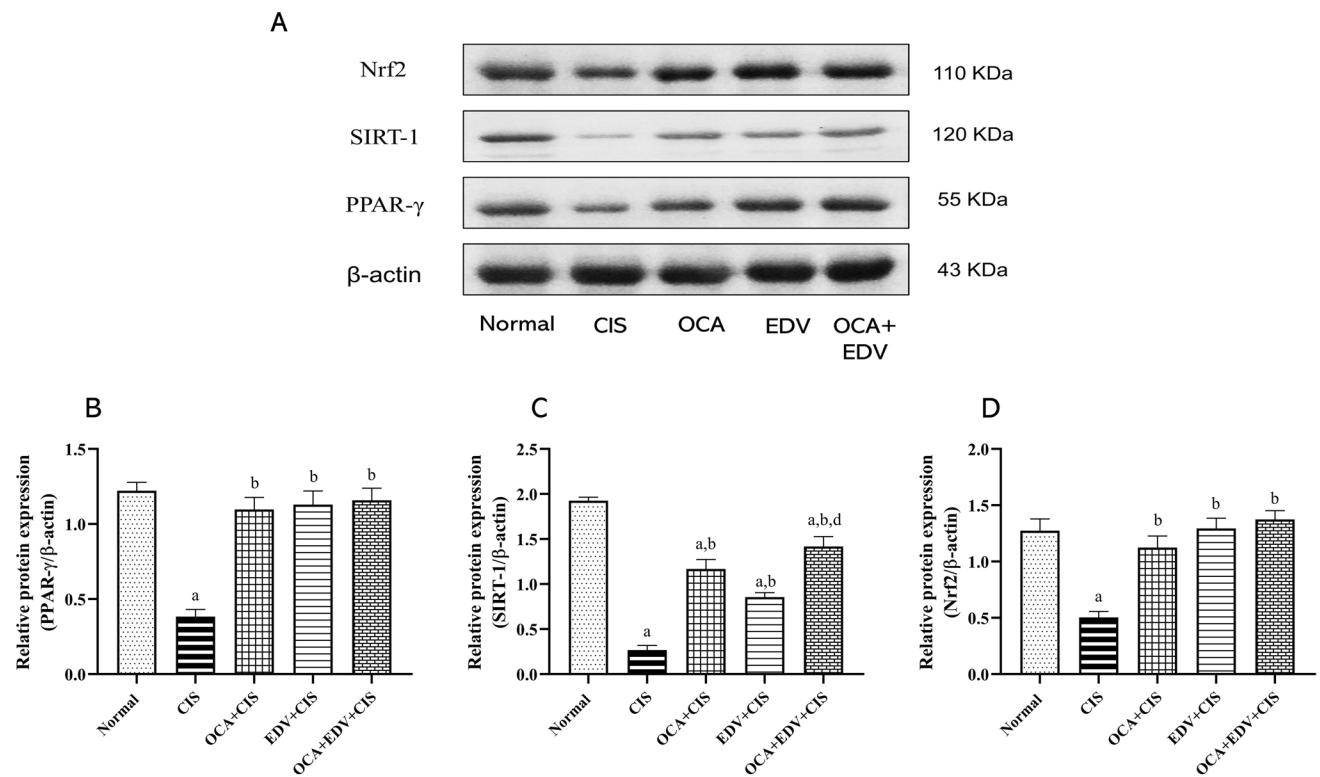 A
Nrf2
110 KDa
SIRT-1
120 KDa
PPAR-γ
55 KDa
β-actin
43 KDa
Normal
CIS
OCA
EDV
OCA+
EDV
B
Relative protein expression
(PPAR-γ/β-actin)
1.5
1.0
0.5
0.0
a
b
b
b
Normal
CIS
OCA+CIS
EDV+CIS
OCA+EDV+CIS
C
Relative protein expression
(SIRT-1/β-actin)
2.5
2.0
1.5
1.0
0.5
0.0
a
a,b
a,b
a,b,d
Normal
CIS
OCA+CIS
EDV+CIS
OCA+EDV+CIS
D
Relative protein expression
(Nrf2/β-actin)
2.0
1.5
1.0
0.5
0.0
a
b
b
b
Normal
CIS
OCA+CIS
EDV+CIS
OCA+EDV+CIS